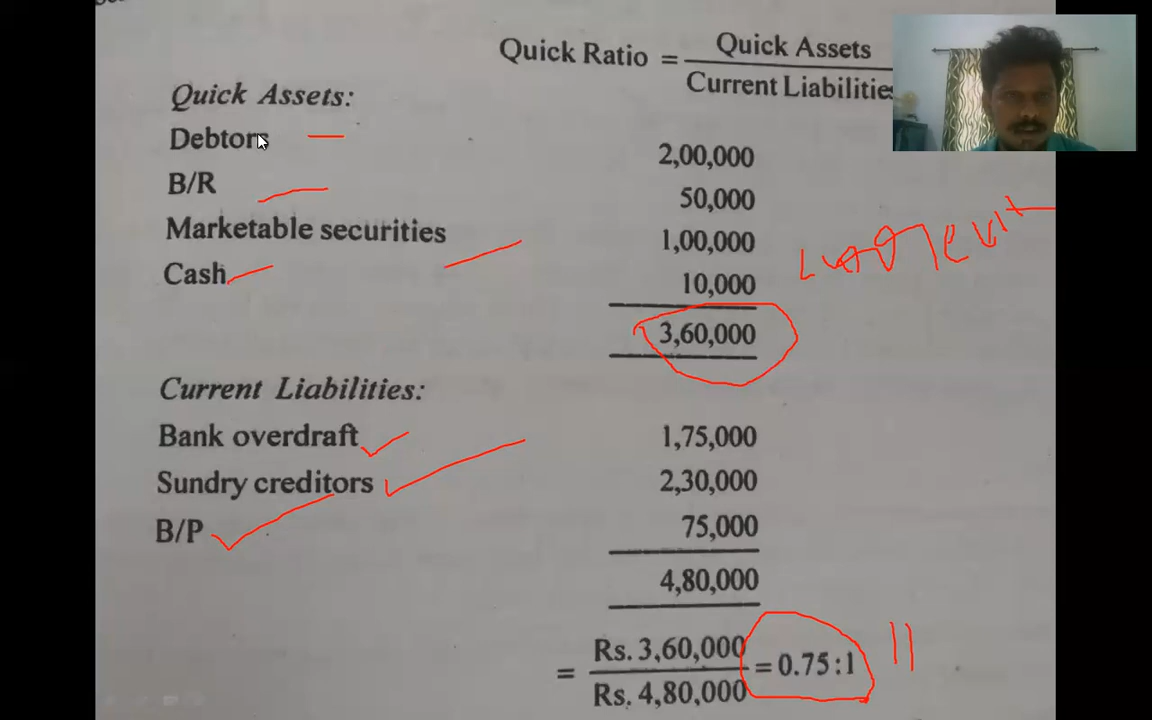 Quick Ratio = Quick Assets / Current Liabilities
Quick Assets:
Debtors 2,00,000
B/R 50,000
Marketable securities 1,00,000
Cash 10,000
3,60,000
Current Liabilities:
Bank overdraft 1,75,000
Sundry creditors 2,30,000
B/P 75,000
4,80,000
= Rs. 3,60,000 / Rs. 4,80,000 = 0.75:1